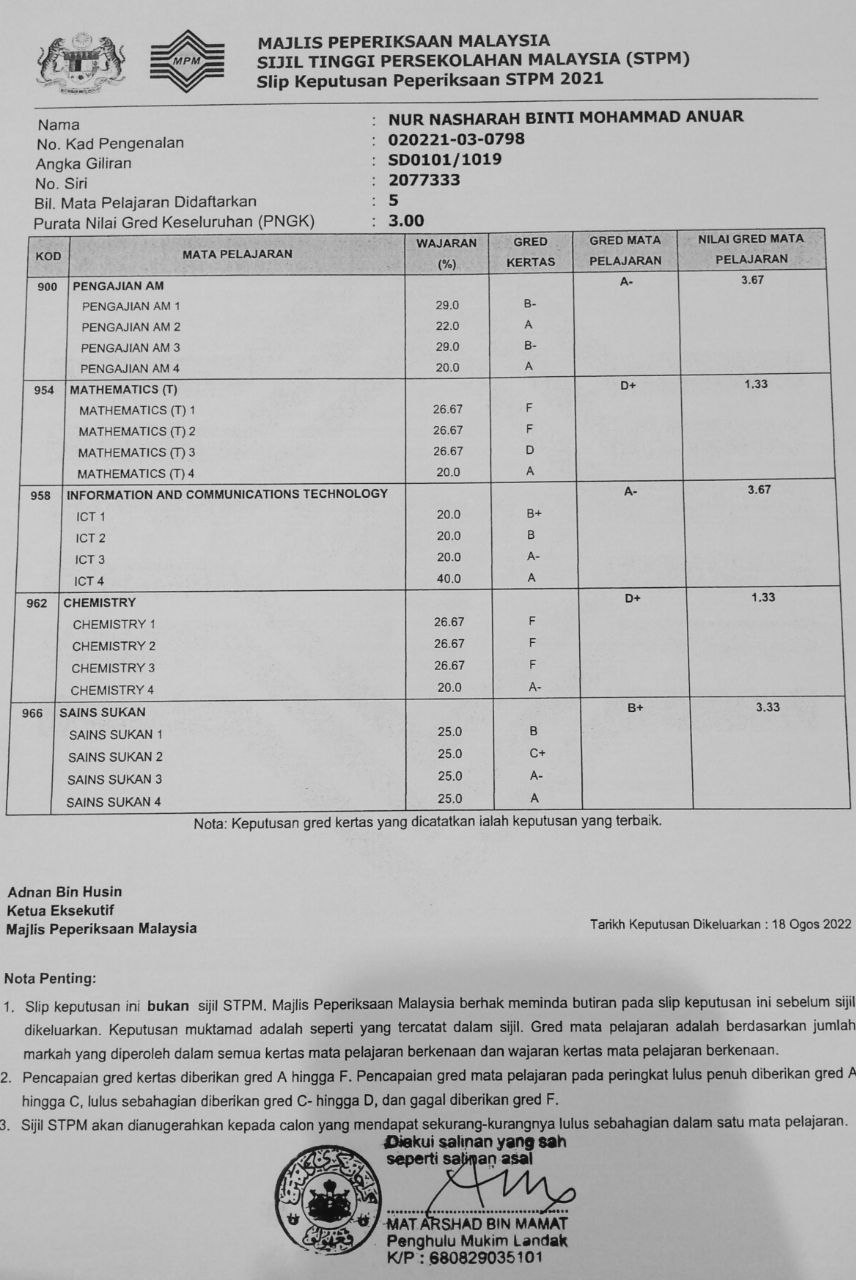 MPM
MAJLIS PEPERIKSAAN MALAYSIA
SIJIL TINGGI PERSEKOLAHAN MALAYSIA (STPM)
Slip Keputusan Peperiksaan STPM 2021
Nama : NUR NASHARAH BINTI MOHAMMAD ANUAR
No. Kad Pengenalan : 020221-03-0798
Angka Giliran : SD0101/1019
No. Siri : 2077333
Bil. Mata Pelajaran Didaftarkan : 5
Purata Nilai Gred Keseluruhan (PNGK) : 3.00
KOD MATA PELAJARAN WAJARAN (%) GRED KERTAS GRED MATA PELAJARAN NILAI GRED MATA PELAJARAN
900 PENGAJIAN AM A- 3.67
PENGAJIAN AM 1 29.0 B-
PENGAJIAN AM 2 22.0 A
PENGAJIAN AM 3 29.0 B-
PENGAJIAN AM 4 20.0 A
954 MATHEMATICS (T) D+ 1.33
MATHEMATICS (T) 1 26.67 F
MATHEMATICS (T) 2 26.67 F
MATHEMATICS (T) 3 26.67 D
MATHEMATICS (T) 4 20.0 A
958 INFORMATION AND COMMUNICATIONS TECHNOLOGY A- 3.67
ICT 1 20.0 B+
ICT 2 20.0 B
ICT 3 20.0 A-
ICT 4 40.0 A
962 CHEMISTRY D+ 1.33
CHEMISTRY 1 26.67 F
CHEMISTRY 2 26.67 F
CHEMISTRY 3 26.67 F
CHEMISTRY 4 20.0 A-
966 SAINS SUKAN B+ 3.33
SAINS SUKAN 1 25.0 B
SAINS SUKAN 2 25.0 C+
SAINS SUKAN 3 25.0 A-
SAINS SUKAN 4 25.0 A
Nota: Keputusan gred kertas yang dicatatkan ialah keputusan yang terbaik.
Adnan Bin Husin
Ketua Eksekutif
Majlis Peperiksaan Malaysia
Tarikh Keputusan Dikeluarkan : 18 Ogos 2022
Nota Penting:
1. Slip keputusan ini bukan sijil STPM. Majlis Peperiksaan Malaysia berhak meminda butiran pada slip keputusan ini sebelum sijil
dikeluarkan. Keputusan muktamad adalah seperti yang tercatat dalam sijil. Gred mata pelajaran adalah berdasarkan jumlah
markah yang diperoleh dalam semua kertas mata pelajaran berkenaan dan wajaran kertas mata pelajaran berkenaan.
2. Pencapaian gred kertas diberikan gred A hingga F. Pencapaian gred mata pelajaran pada peringkat lulus penuh diberikan gred A
hingga C, lulus sebahagian diberikan gred C- hingga D, dan gagal diberikan gred F.
3. Sijil STPM akan dianugerahkan kepada calon yang mendapat sekurang-kurangnya lulus sebahagian dalam satu mata pelajaran.
Diakui salinan yang sah
seperti salinan asal
MAT ARSHAD BIN MAMAT
Penghulu Mukim Landak
K/P : 680829035101